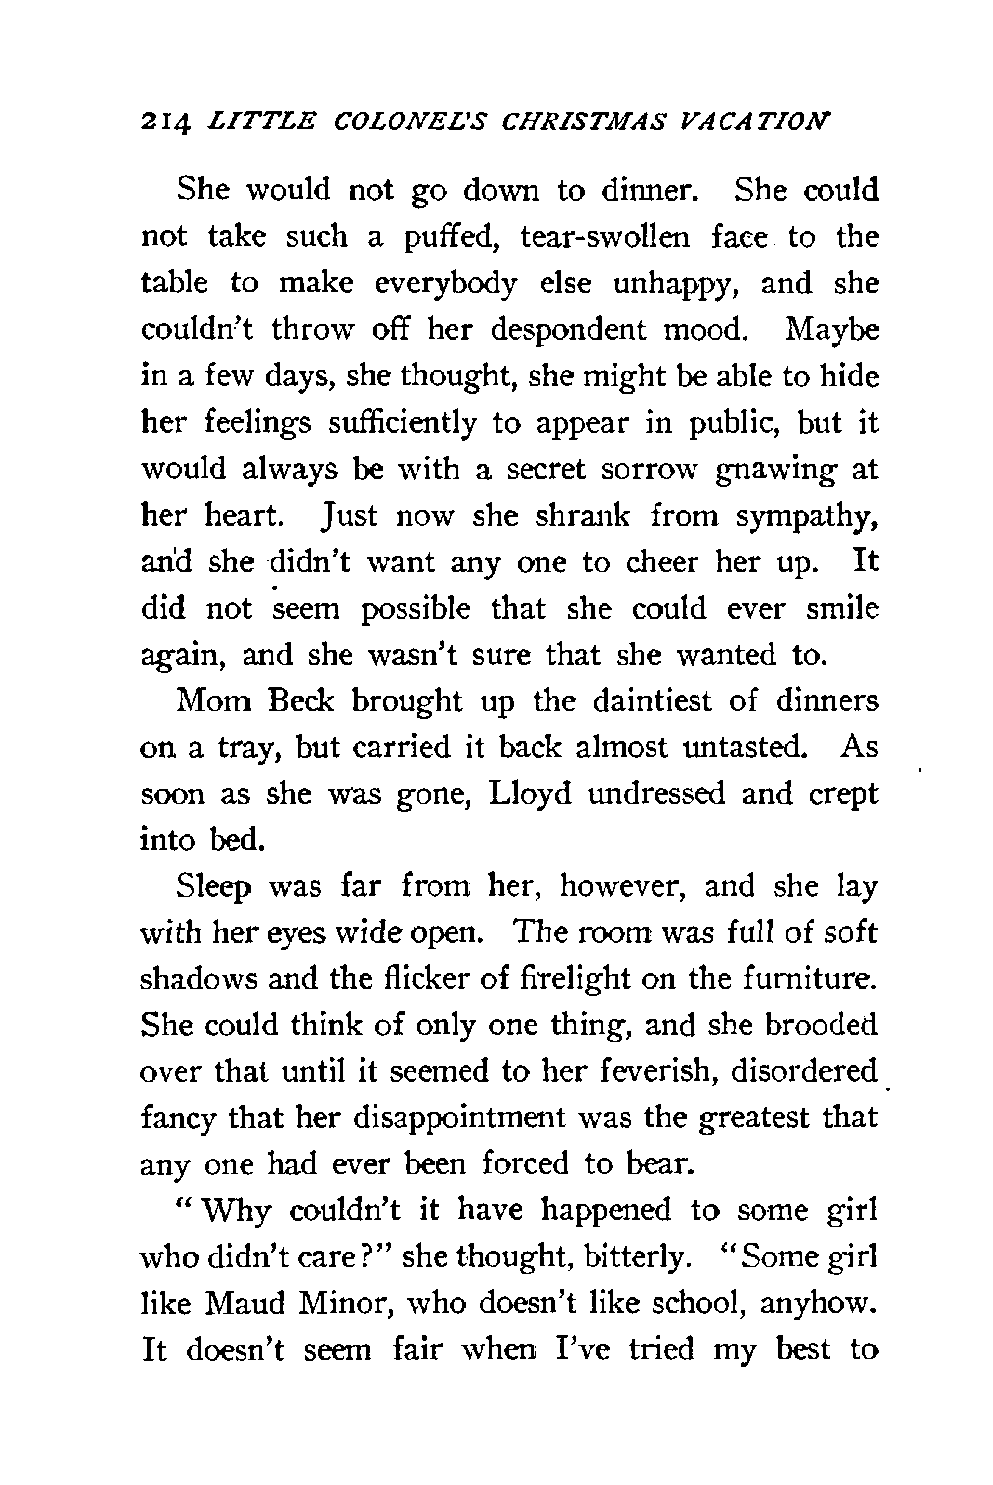 214 LITTLE COLONEL'S CHRISTMAS VACATION
She would not go down to dinner. She could
not take such a puffed, tear-swollen face to the
table to make everybody else unhappy, and she
couldn't throw off her despondent mood. Maybe
in a few days, she thought, she might be able to hide
her feelings sufficiently to appear in public, but it
would always be with a secret sorrow gnawing at
her heart. Just now she shrank from sympathy,
and she didn't want any one to cheer her up. It
did not seem possible that she could ever smile
again, and she wasn't sure that she wanted to.
Mom Beck brought up the daintiest of dinners
on a tray, but carried it back almost untasted. As
soon as she was gone, Lloyd undressed and crept
into bed.
Sleep was far from her, however, and she lay
with her eyes wide open. The room was full of soft
shadows and the flicker of firelight on the furniture.
She could think of only one thing, and she brooded
over that until it seemed to her feverish, disordered
fancy that her disappointment was the greatest that
any one had ever been forced to bear.
"Why couldn't it have happened to some girl
who didn't care?" she thought, bitterly. "Some girl
like Maud Minor, who doesn't like school, anyhow.
It doesn't seem fair when I've tried my best to